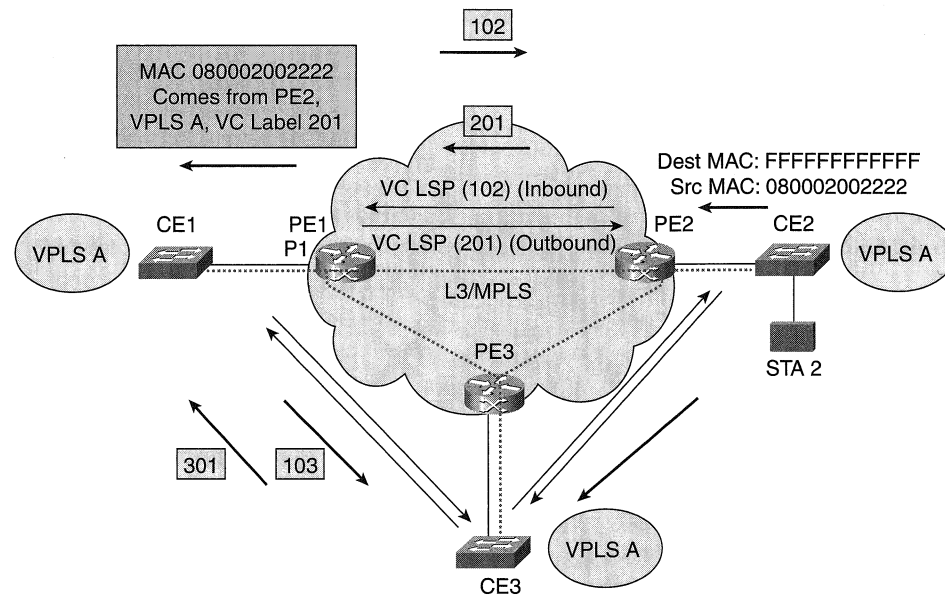 102
MAC 080002002222
Comes from PE2,
VPLS A, VC Label 201
201
Dest MAC: FFFFFFFFFFFF
Src MAC: 080002002222
VC LSP (102) (Inbound)
CE1
PE1
P1
VC LSP (201) (Outbound)
PE2
CE2
VPLS A
VPLS A
L3/MPLS
PE3
STA 2
301
103
VPLS A
CE3